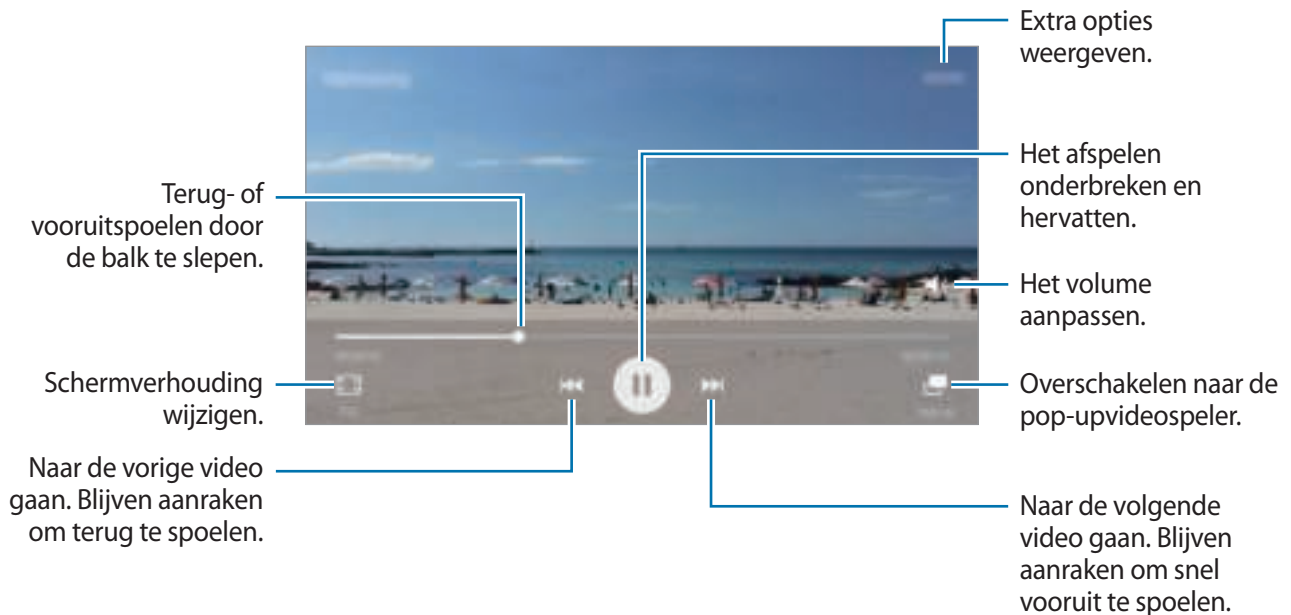 Extra opties
weergeven.
Het afspelen
onderbreken en
hervatten.
Terug- of
vooruitspoelen door
de balk te slepen.
Het volume
aanpassen.
Schermverhouding
wijzigen.
Overschakelen naar de
pop-upvideospeler.
Naar de vorige video
gaan. Blijven aanraken
om terug te spoelen.
Naar de volgende
video gaan. Blijven
aanraken om snel
vooruit te spoelen.